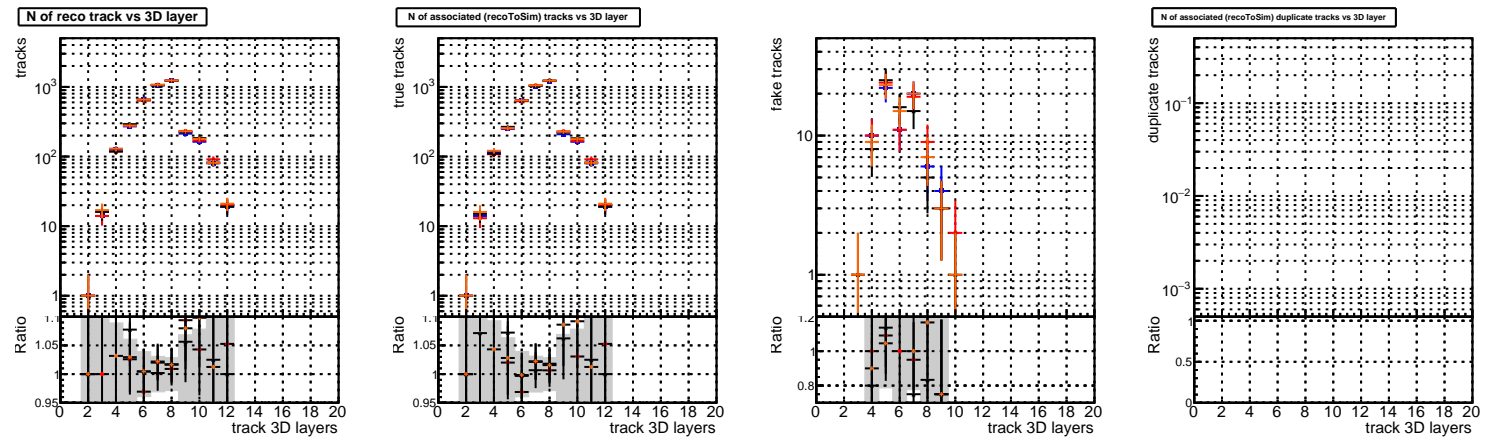 N of reco track vs 3D layer
tracks
10³
10²
10
1
Ratio
1.1
1.05
1
0.95
0 2 4 6 8 10 12 14 16 18 20
track 3D layers
N of associated (recoToSim) tracks vs 3D layer
true tracks
10³
10²
10
1
Ratio
1.1
1.05
1
0.95
0 2 4 6 8 10 12 14 16 18 20
track 3D layers
fake tracks
10
1
Ratio
1.2
1
0.8
0 2 4 6 8 10 12 14 16 18 20
track 3D layers
N of associated (recoToSim) duplicate tracks vs 3D layer
duplicate tracks
10⁻¹
10⁻²
10⁻³
Ratio
1
0.5
0
0 2 4 6 8 10 12 14 16 18 20
track 3D layers